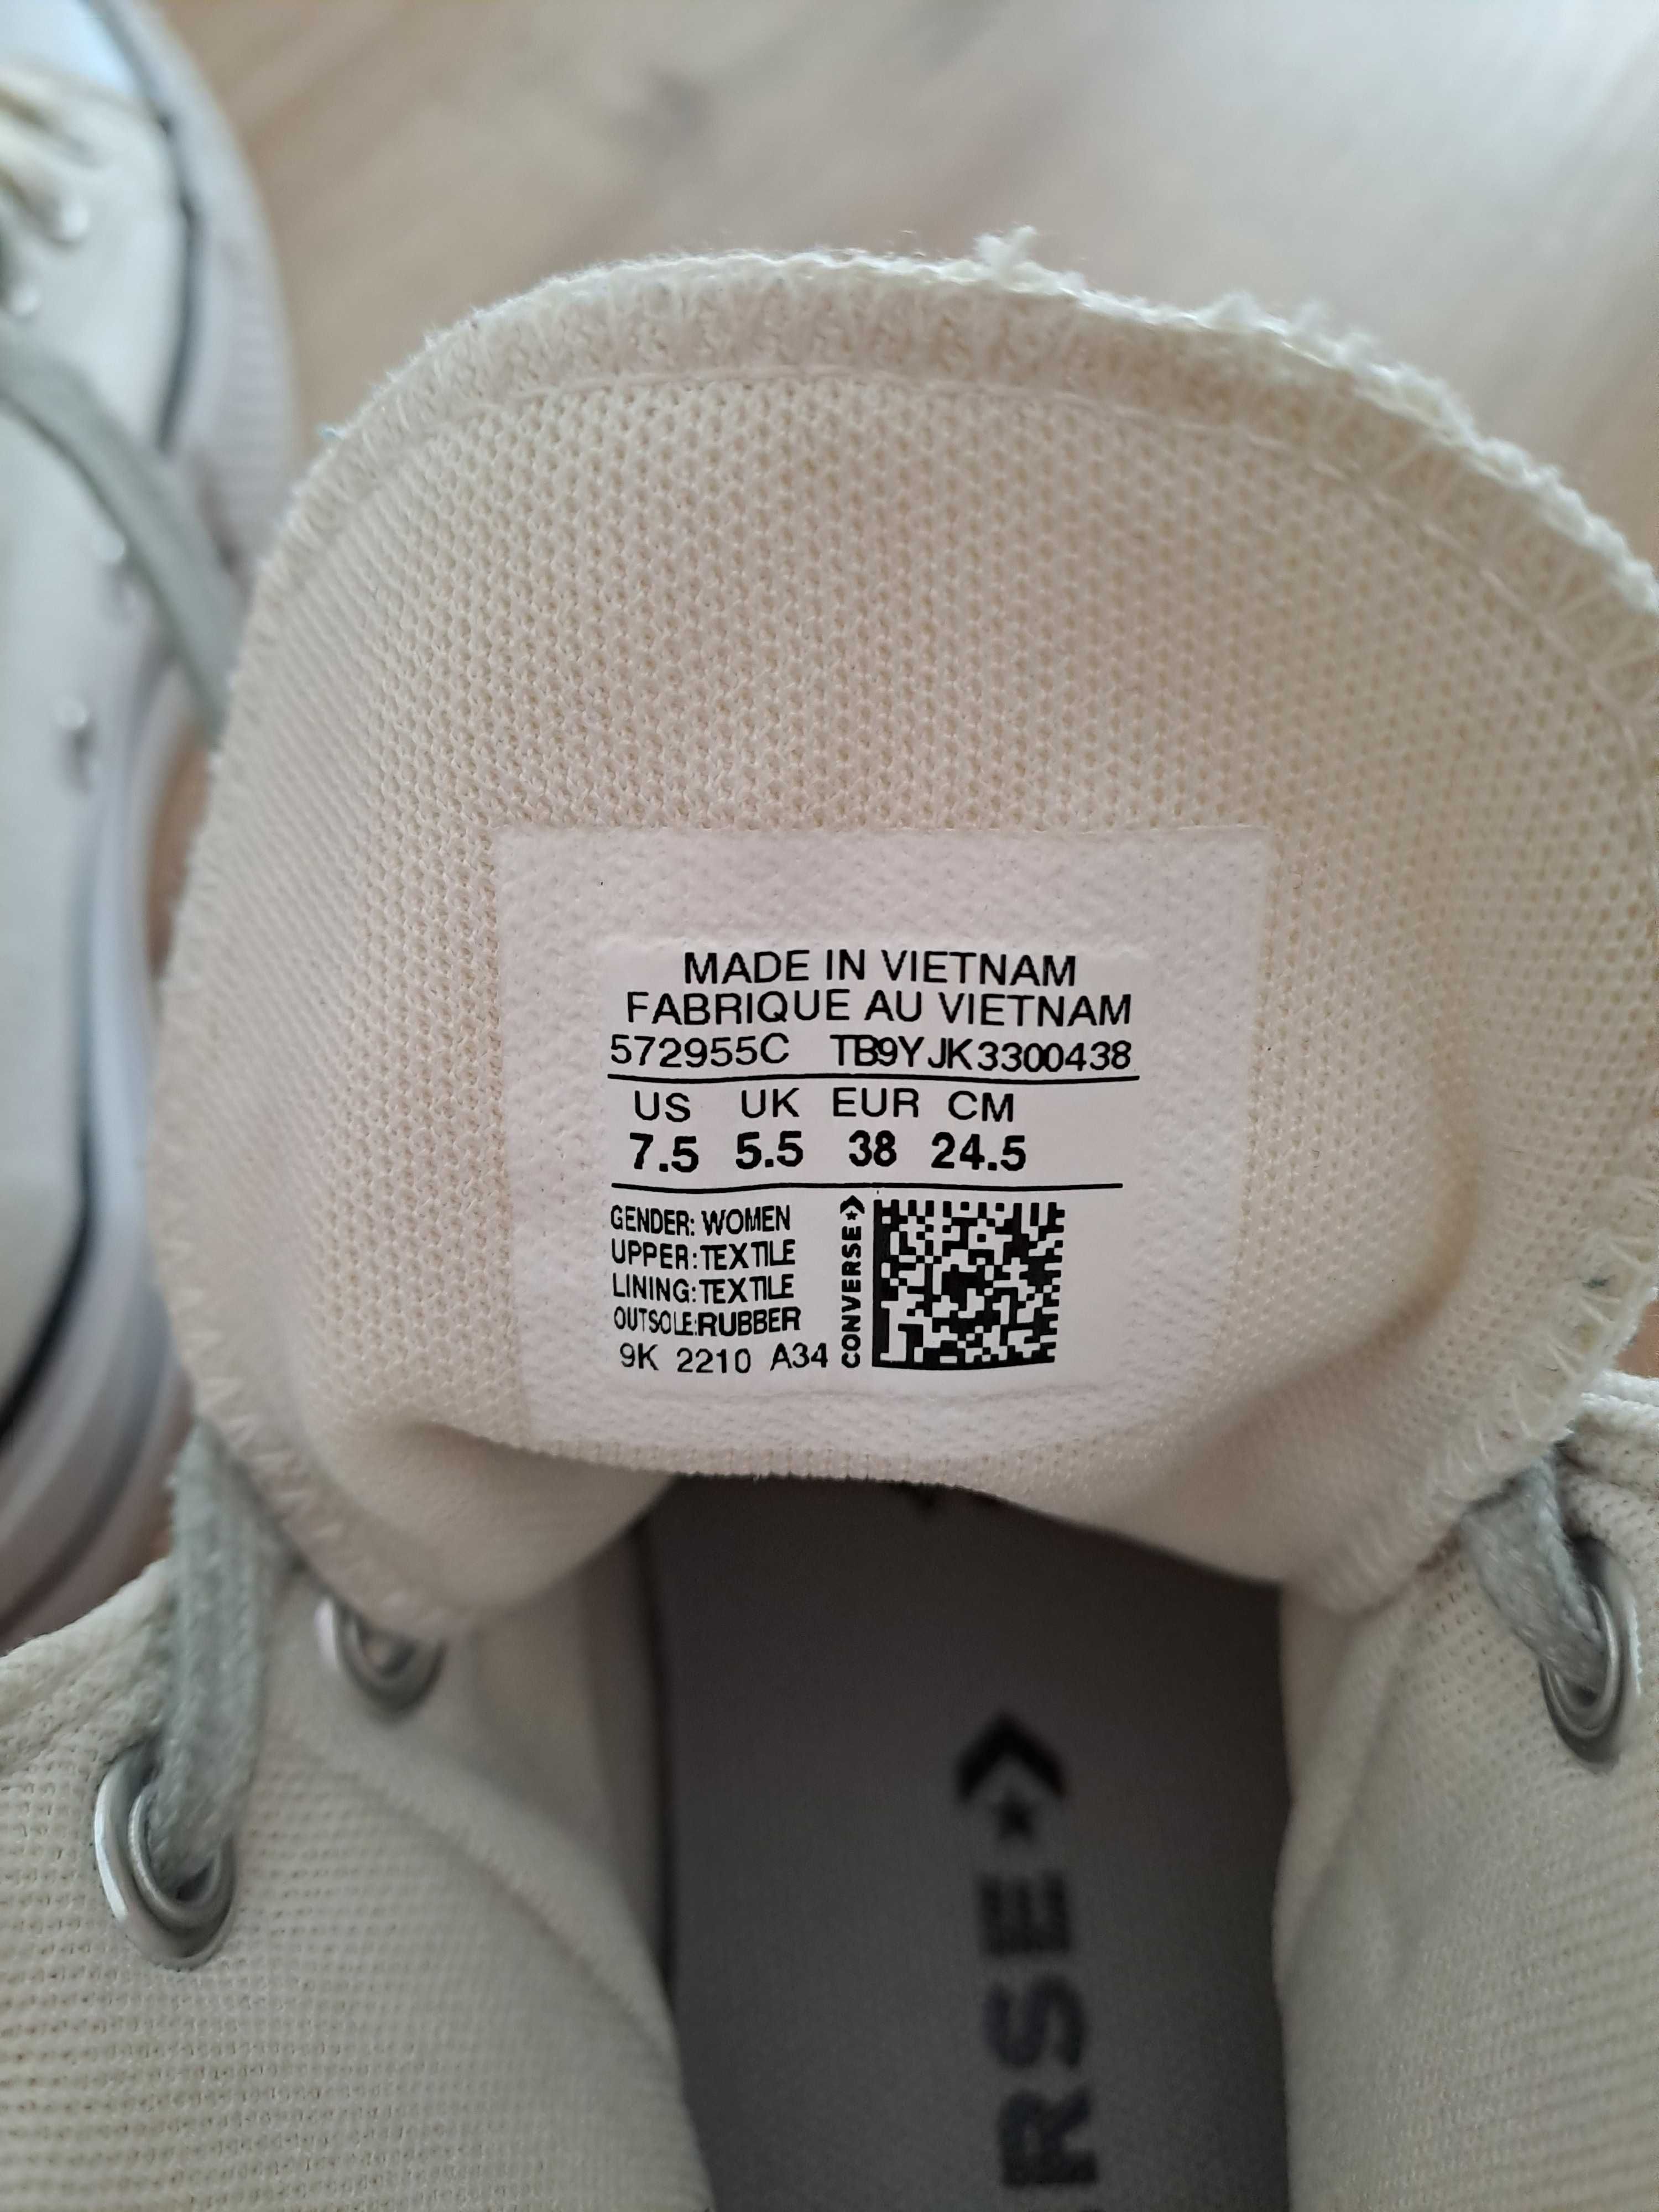 MADE IN VIETNAM
FABRIQUE AU VIETNAM
572955C TB9YJK3300438
US UK EUR CM
7.5 5.5 38 24.5
GENDER: WOMEN
UPPER:TEXTILE
LINING:TEXTILE
OUTSOLE:RUBBER
9K 2210 A34
CONVERSE
ERSE